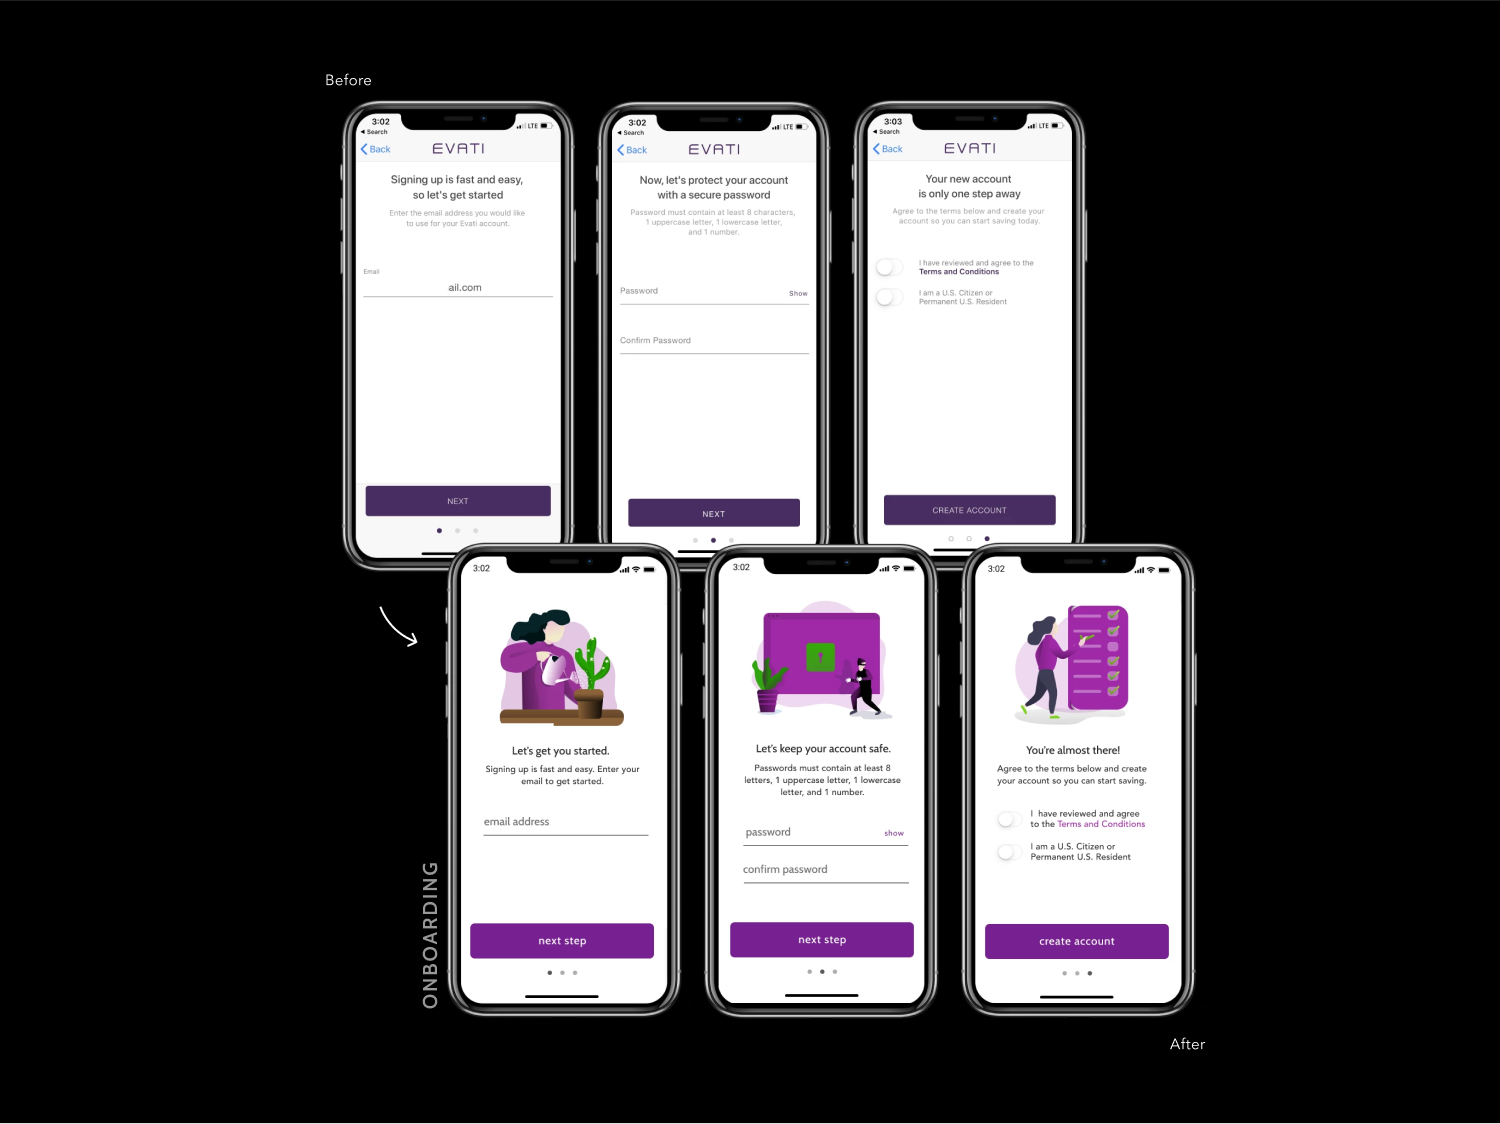 Before
3:02
Search
LTE
Back
EVATI
Signing up is fast and easy,
so let's get started
Enter the email address you would like
to use for your Evati account.
Email
ail.com
NEXT
3:02
Search
LTE
Back
EVATI
Now, let's protect your account
with a secure password
Password must contain at least 8 characters,
1 uppercase letter, 1 lowercase letter,
and 1 number.
Password
Show
Confirm Password
NEXT
3:03
Search
LTE
Back
EVATI
Your new account
is only one step away
Agree to the terms below and create your
account so you can start saving today.
I have reviewed and agree to the
Terms and Conditions
I am a U.S. Citizen or
Permanent U.S. Resident
CREATE ACCOUNT
ONBOARDING
3:02
Let's get you started.
Signing up is fast and easy. Enter your
email to get started.
email address
next step
3:02
Let's keep your account safe.
Passwords must contain at least 8
letters, 1 uppercase letter, 1 lowercase
letter, and 1 number.
password
show
confirm password
next step
3:02
You're almost there!
Agree to the terms below and create
your account so you can start saving.
I have reviewed and agree
to the Terms and Conditions
I am a U.S. Citizen or
Permanent U.S. Resident
create account
After